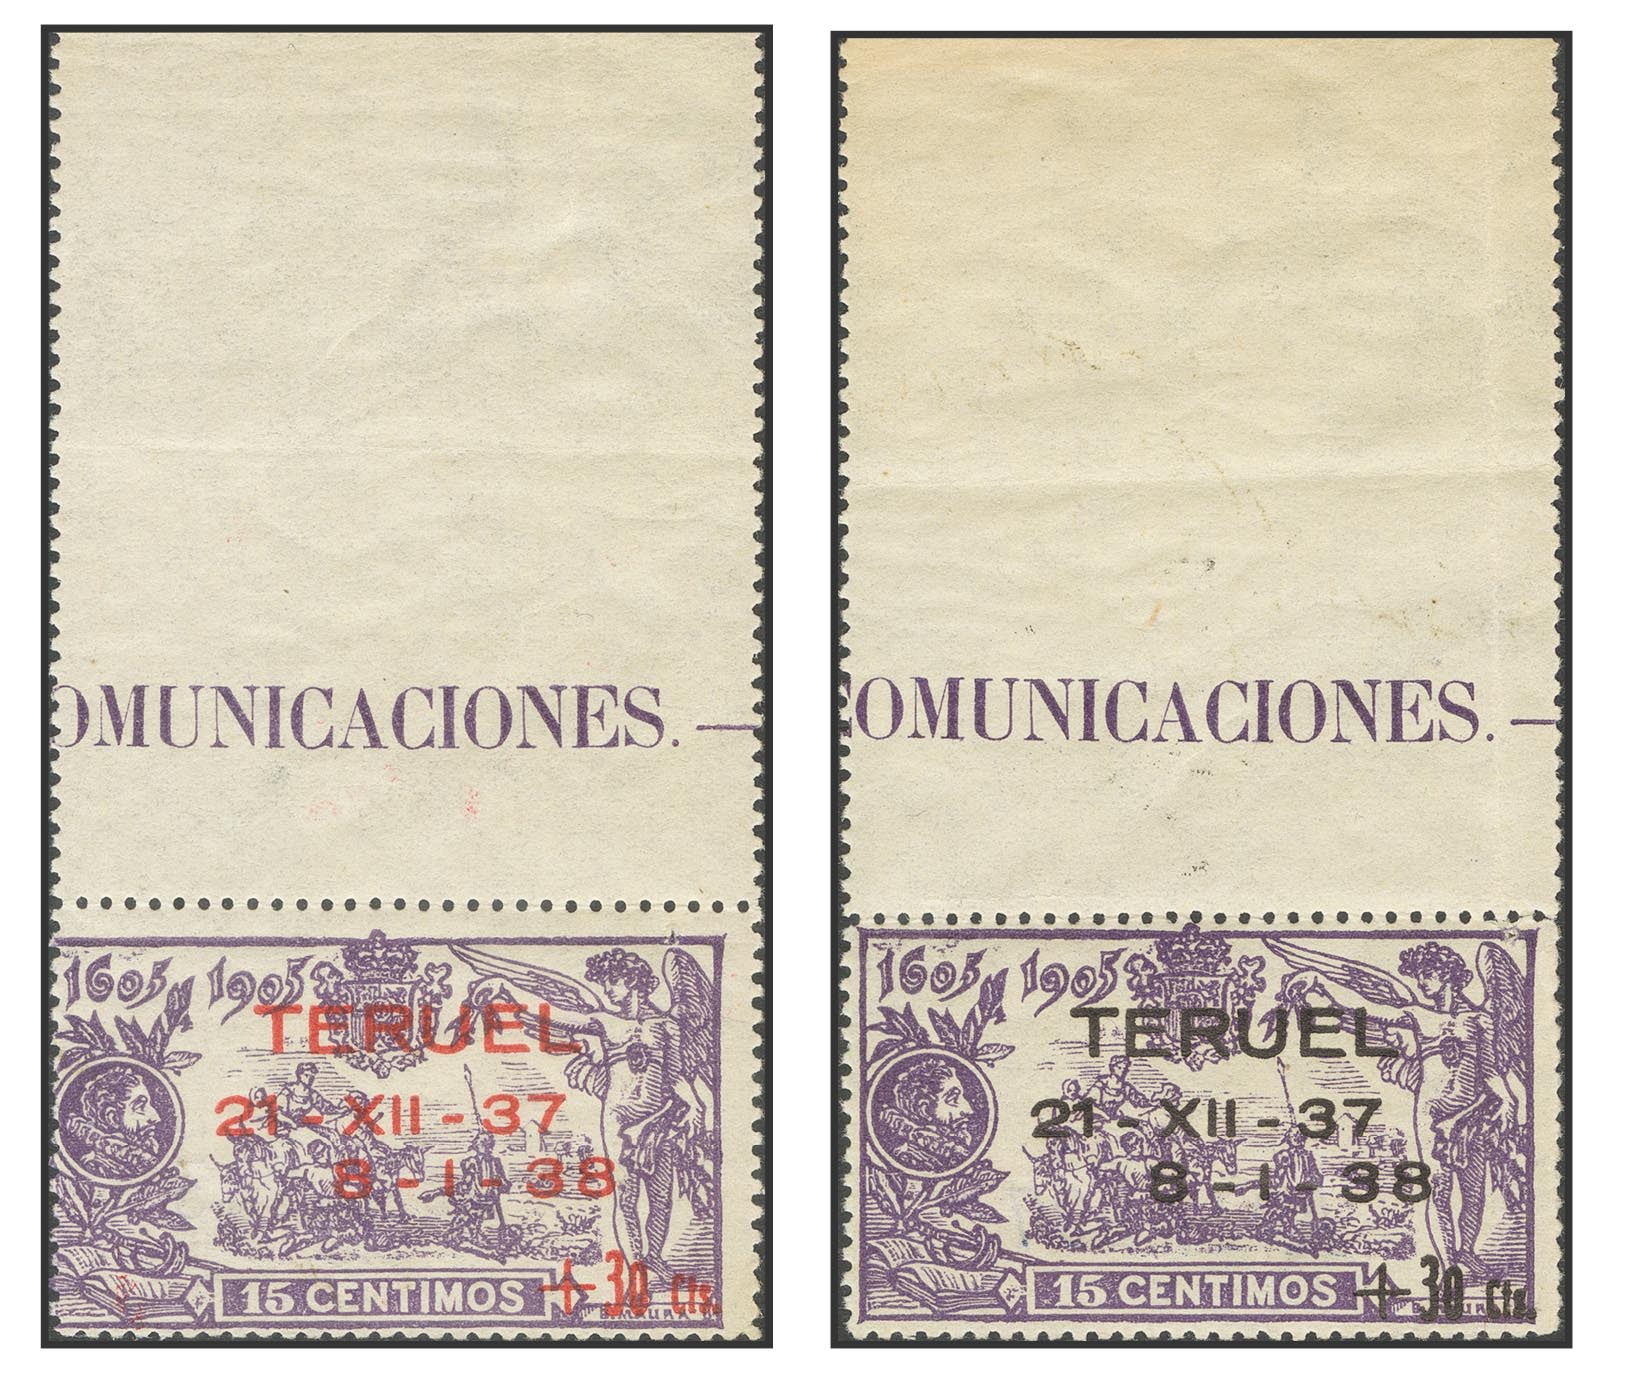 OMUNICACIONES. —
1605 1905
TERUEL
21 - XII - 37
8 - I - 38
15 CENTIMOS + 30 Cts.
COMUNICACIONES. —
1605 1905
TERUEL
21 - XII - 37
8 - I - 38
15 CENTIMOS + 30 Cts.